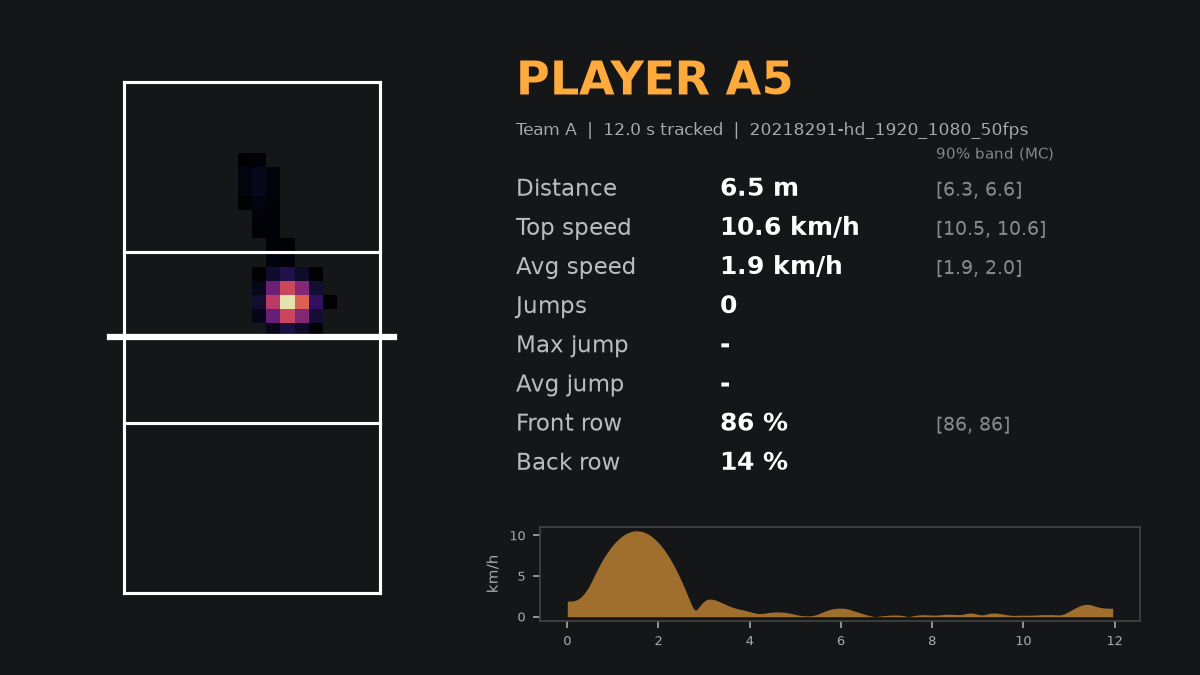 PLAYER A5
Team A | 12.0 s tracked | 20218291-hd_1920_1080_50fps
90% band (MC)
Distance 6.5 m [6.3, 6.6]
Top speed 10.6 km/h [10.5, 10.6]
Avg speed 1.9 km/h [1.9, 2.0]
Jumps 0
Max jump -
Avg jump -
Front row 86 % [86, 86]
Back row 14 %
km/h
10
5
0
0 2 4 6 8 10 12